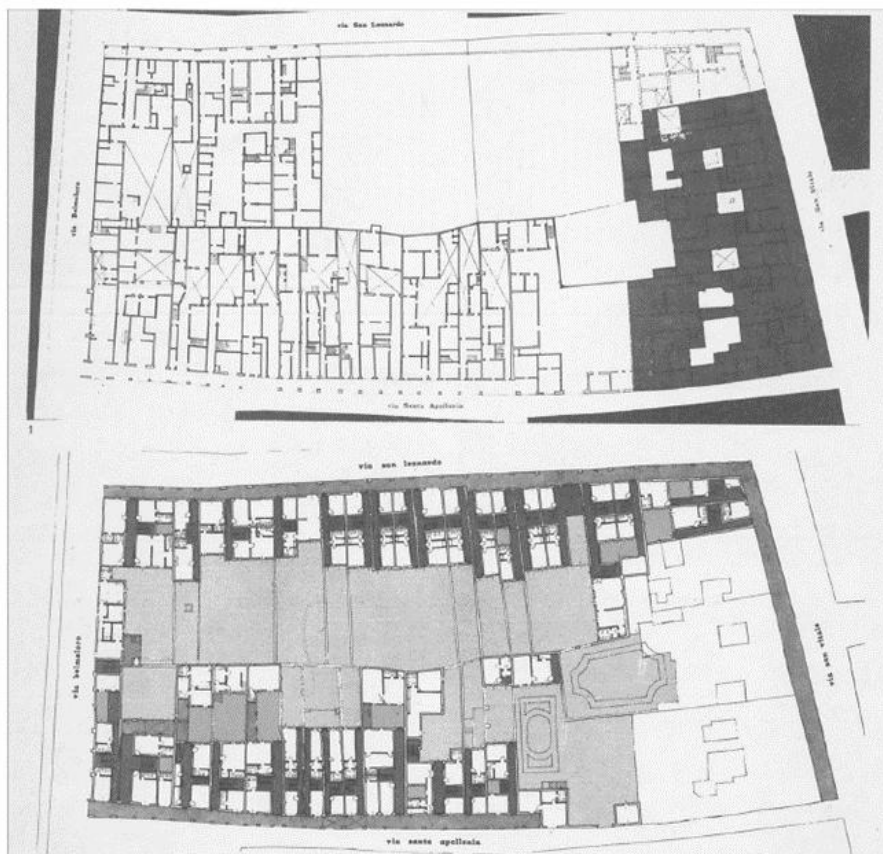 via San Leonardo
via Belmeloro
via San Vitale
via Santa Apollonia
1
via san leonardo
via belmeloro
via san vitale
via santa apollonia